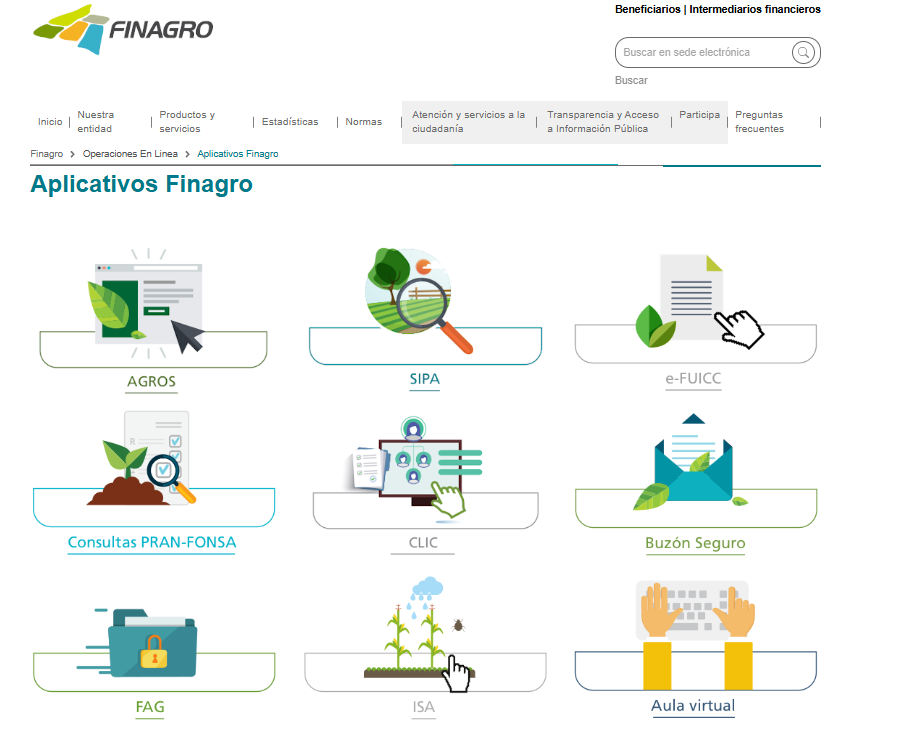 FINAGRO
Beneficiarios | Intermediarios financieros
Buscar en sede electrónica
Buscar
Inicio | Nuestra entidad | Productos y servicios | Estadísticas | Normas | Atención y servicios a la ciudadanía | Transparencia y Acceso a Información Pública | Participa | Preguntas frecuentes |
Finagro > Operaciones En Línea > Aplicativos Finagro
Aplicativos Finagro
AGROS
SIPA
e-FUICC
Consultas PRAN-FONSA
CLIC
Buzón Seguro
FAG
ISA
Aula virtual